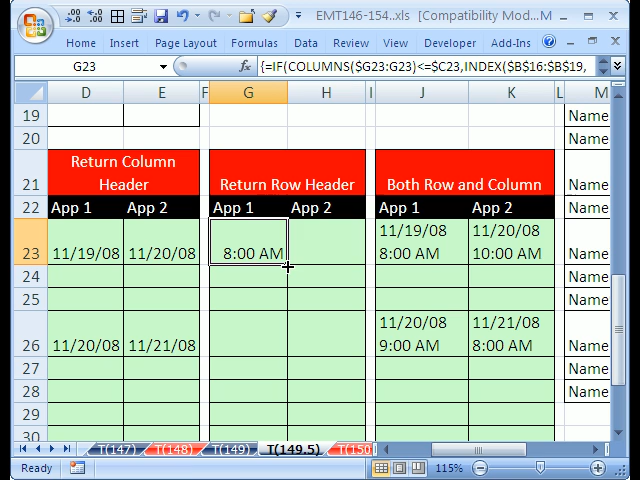 EMT146-154..xls [Compatibility Mod...M
Home Insert Page Layout Formulas Data Review View Developer Add-Ins
G23 {=IF(COLUMNS($G23:G23)<=$C23,INDEX($B$16:$B$19,
D E F G H I J K L M
19 Name
20 Name
21 Return Column Header Return Row Header Both Row and Column Name
22 App 1 App 2 App 1 App 2 App 1 App 2 Name
11/19/08 11/20/08
23 11/19/08 11/20/08 8:00 AM 8:00 AM 10:00 AM Name
24 Name
25 Name
11/20/08 11/21/08
26 11/20/08 11/21/08 9:00 AM 8:00 AM Name
27 Name
28 Name
29
30
T(147) T(148) T(149) T(149.5) T(150
Ready 115%